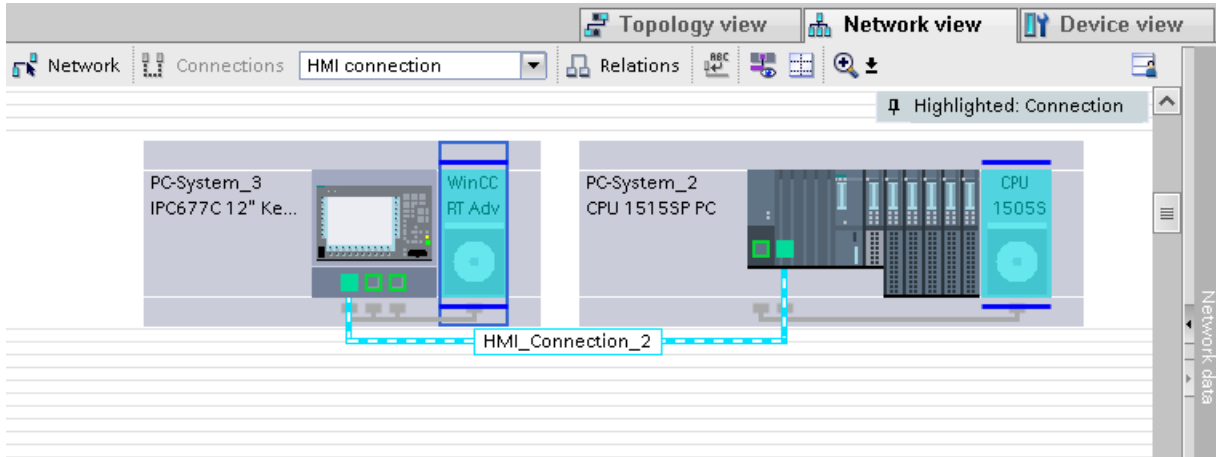 Topology view
Network view
Device view
Network
Connections
HMI connection
Relations
ABC
Highlighted: Connection
PC-System_3
IPC677C 12" Ke...
WinCC
RT Adv
PC-System_2
CPU 1515SP PC
CPU
1505S
HMI_Connection_2
Network data